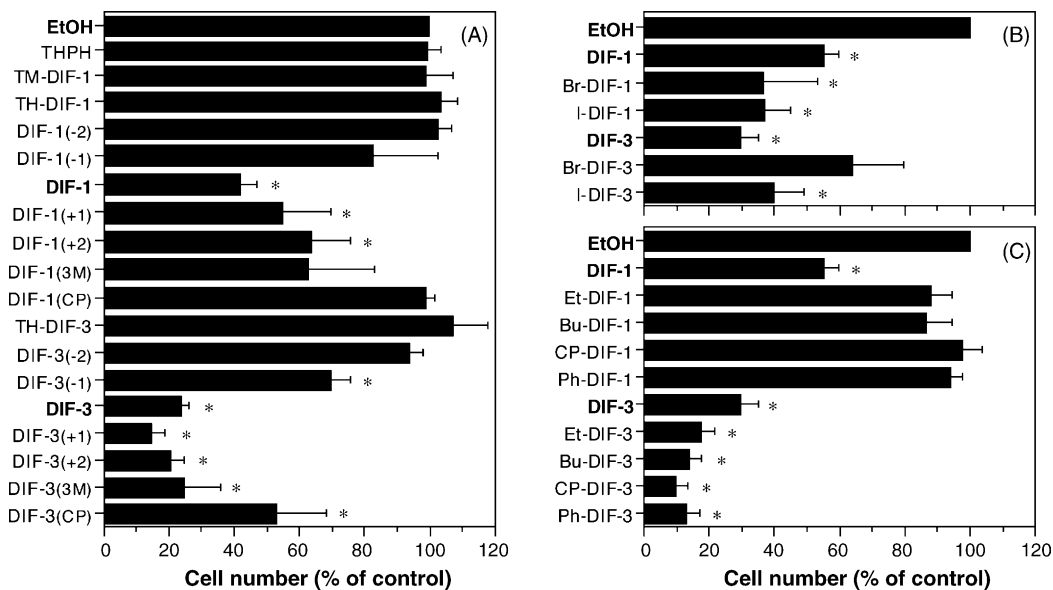 (A)
EtOH
THPH
TM-DIF-1
TH-DIF-1
DIF-1(-2)
DIF-1(-1)
DIF-1 *
DIF-1(+1) *
DIF-1(+2) *
DIF-1(3M)
DIF-1(CP)
TH-DIF-3
DIF-3(-2)
DIF-3(-1) *
DIF-3 *
DIF-3(+1) *
DIF-3(+2) *
DIF-3(3M) *
DIF-3(CP) *
0 20 40 60 80 100 120
Cell number (% of control)
(B)
EtOH
DIF-1 *
Br-DIF-1 *
I-DIF-1 *
DIF-3 *
Br-DIF-3
I-DIF-3 *
(C)
EtOH
DIF-1 *
Et-DIF-1
Bu-DIF-1
CP-DIF-1
Ph-DIF-1
DIF-3 *
Et-DIF-3 *
Bu-DIF-3 *
CP-DIF-3 *
Ph-DIF-3 *
0 20 40 60 80 100 120
Cell number (% of control)